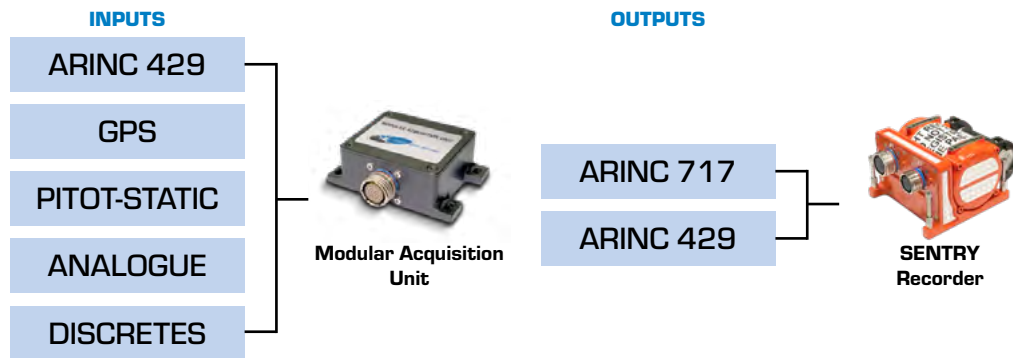 INPUTS
ARINC 429
GPS
PITOT-STATIC
ANALOGUE
DISCRETES
Modular Acquisition
Unit
OUTPUTS
ARINC 717
ARINC 429
SENTRY
Recorder